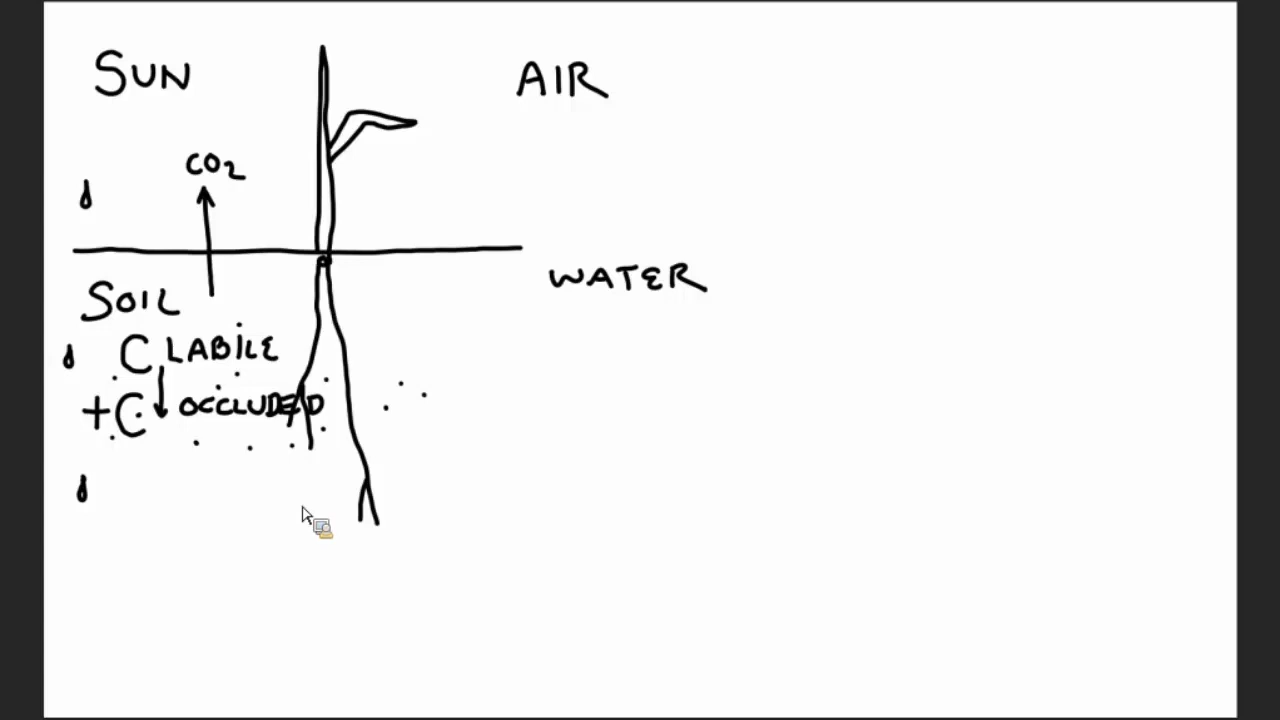 SUN
AIR
CO₂
WATER
SOIL
C LABILE
+C OCCLUDED